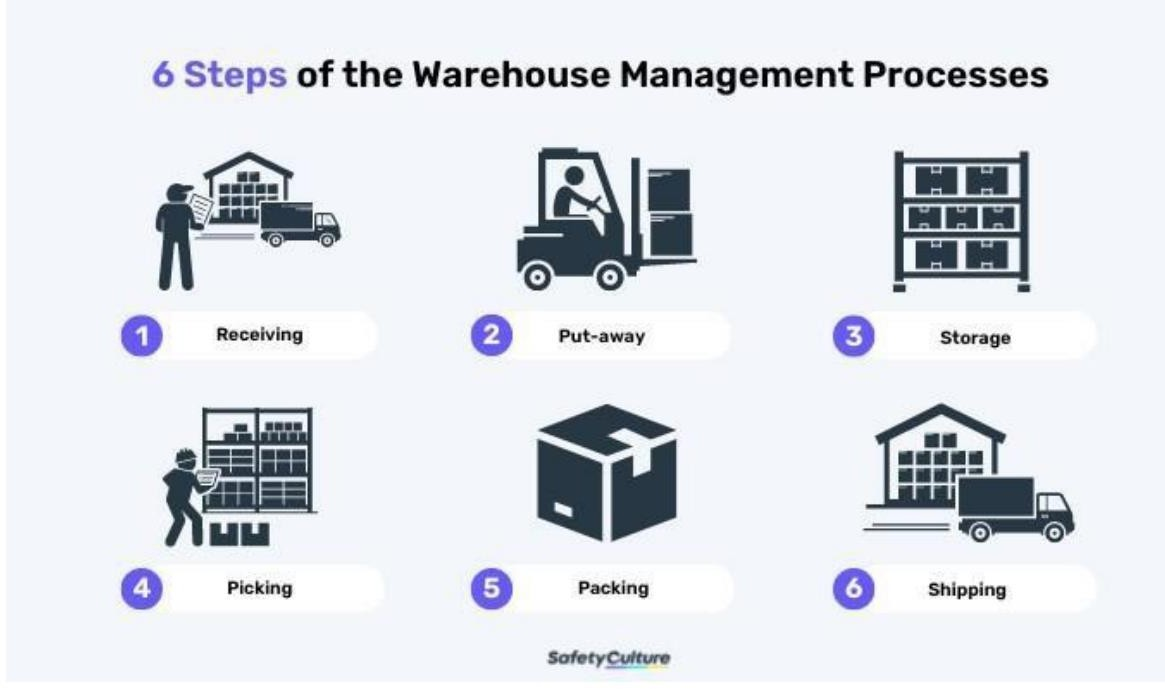 6 Steps of the Warehouse Management Processes
1 Receiving
2 Put-away
3 Storage
4 Picking
5 Packing
6 Shipping
SafetyCulture